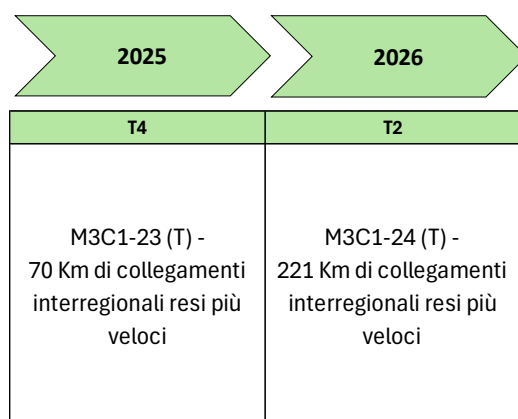 2025
2026
T4
T2
M3C1-23 (T) -
70 Km di collegamenti
interregionali resi più
veloci
M3C1-24 (T) -
221 Km di collegamenti
interregionali resi più
veloci